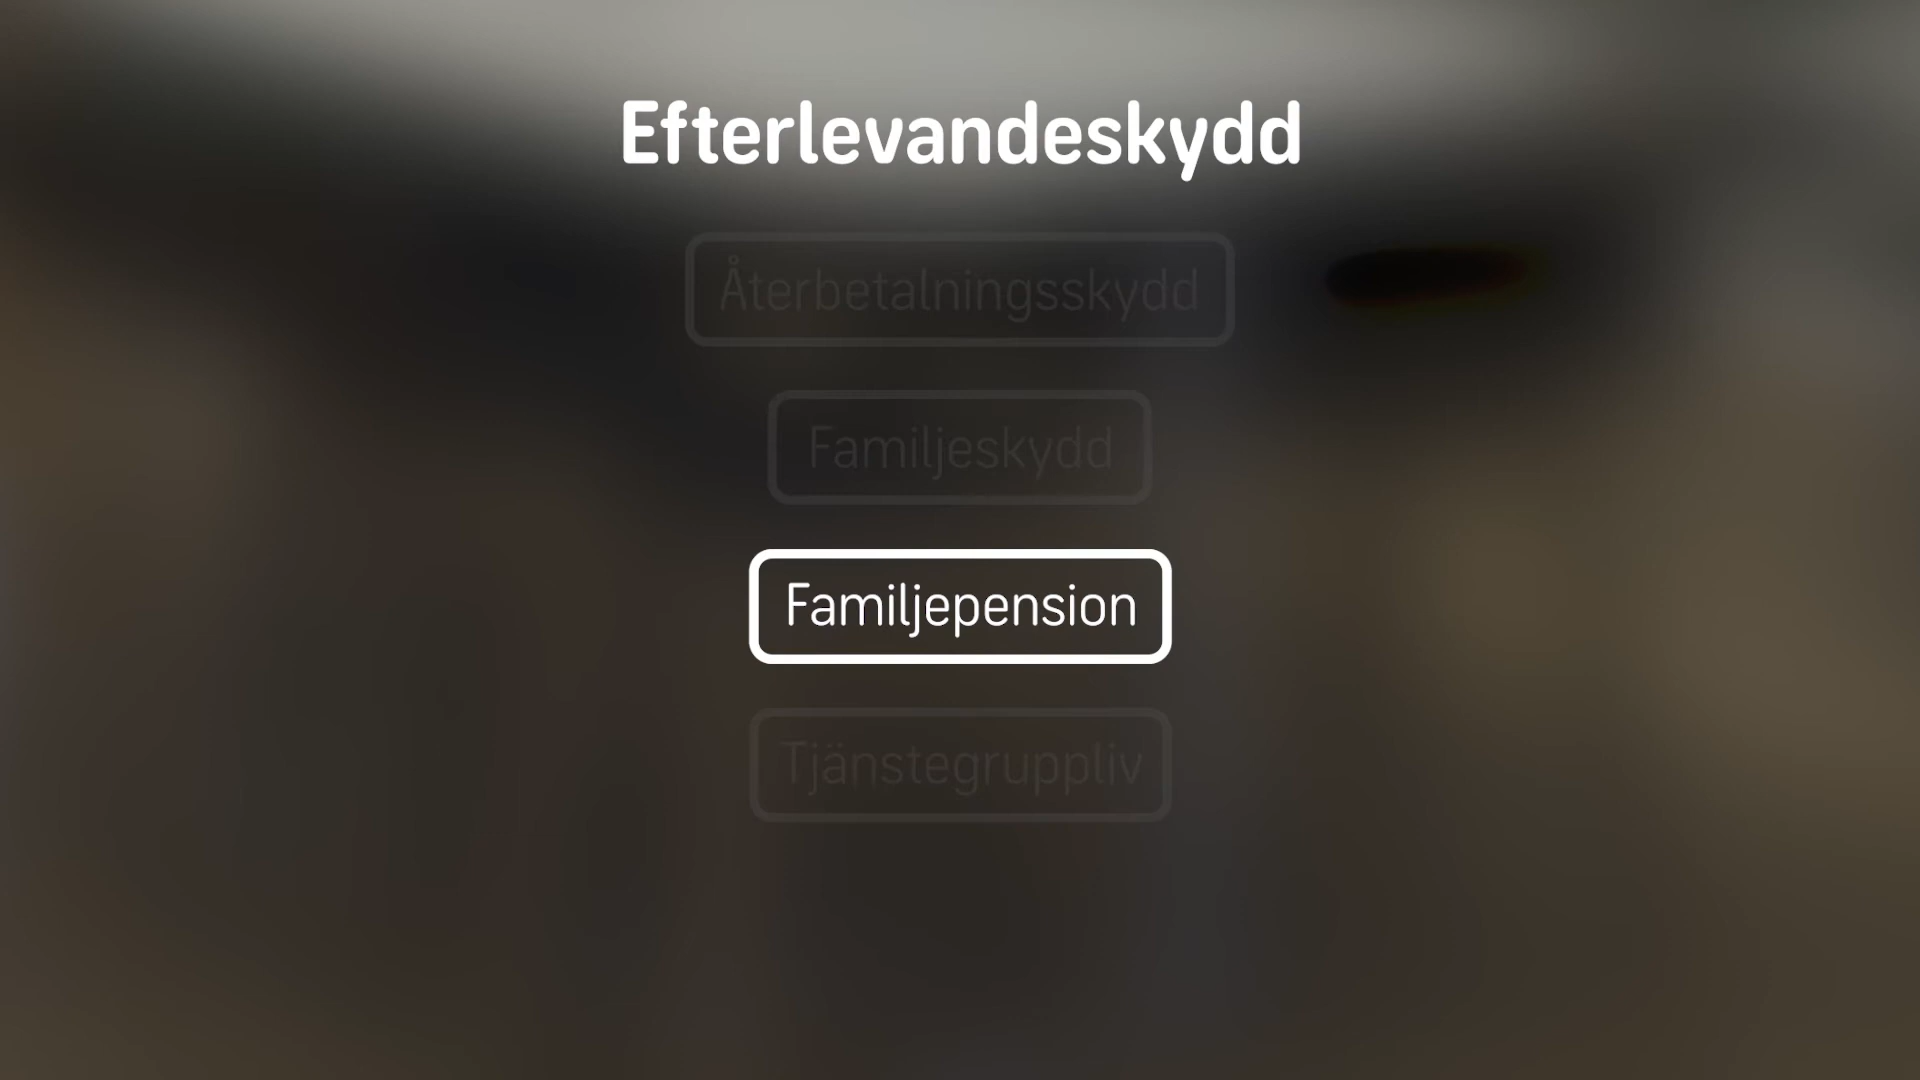 Efterlevandeskydd
Återbetalningsskydd
Familjeskydd
Familjepension
Tjänstegruppliv